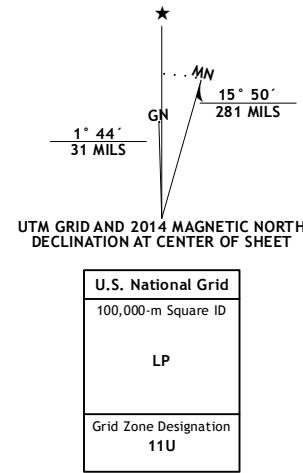 ★
MN
GN
15° 50´
281 MILS
1° 44´
31 MILS
UTM GRID AND 2014 MAGNETIC NORTH
DECLINATION AT CENTER OF SHEET
U.S. National Grid
100,000-m Square ID
LP
Grid Zone Designation
11U